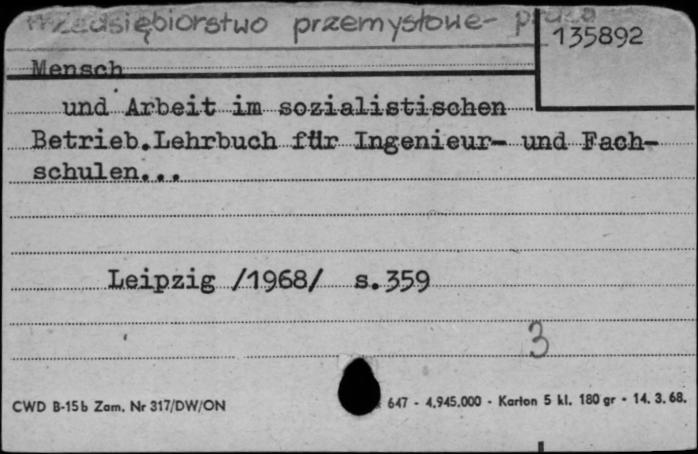 Przedsiębiorstwo przemysłowe- praca
135892
Mensch
und Arbeit im sozialistischen
Betrieb.Lehrbuch für Ingenieur- und Fach-
schulen...
Leipzig /1968/ s.359
3
CWD B-15b Zam. Nr 317/DW/ON
647 - 4.945.000 - Karton 5 kl. 180 gr - 14. 3. 68.